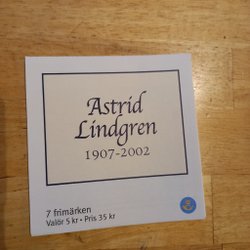 Astrid
Lindgren
1907-2002
7 frimärken
Valör 5 kr • Pris 35 kr